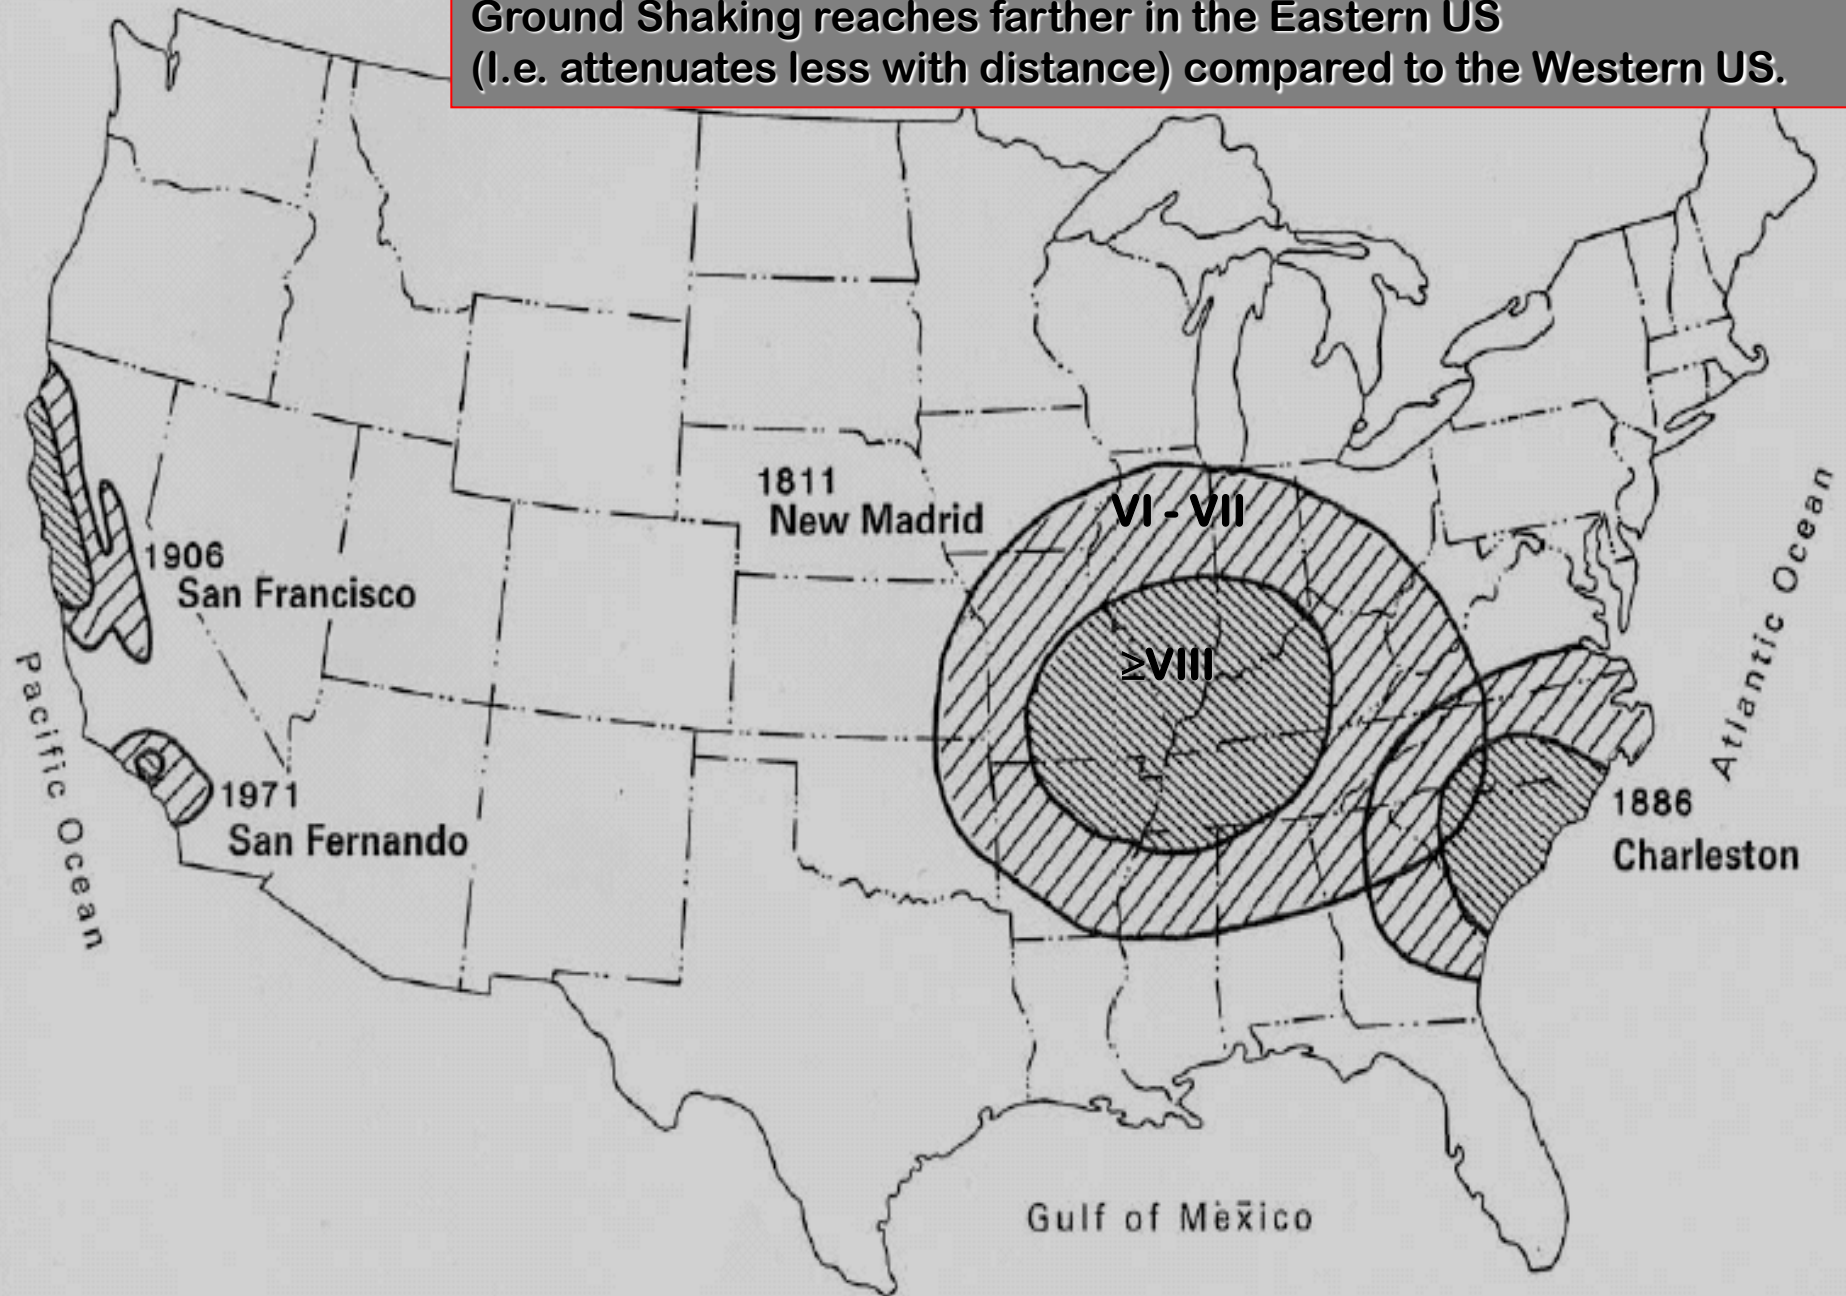 Ground Shaking reaches farther in the Eastern US
(I.e. attenuates less with distance) compared to the Western US.
1811
New Madrid
VI - VII
1906
San Francisco
≥VIII
Pacific Ocean
Atlantic Ocean
1971
San Fernando
1886
Charleston
Gulf of Mexico